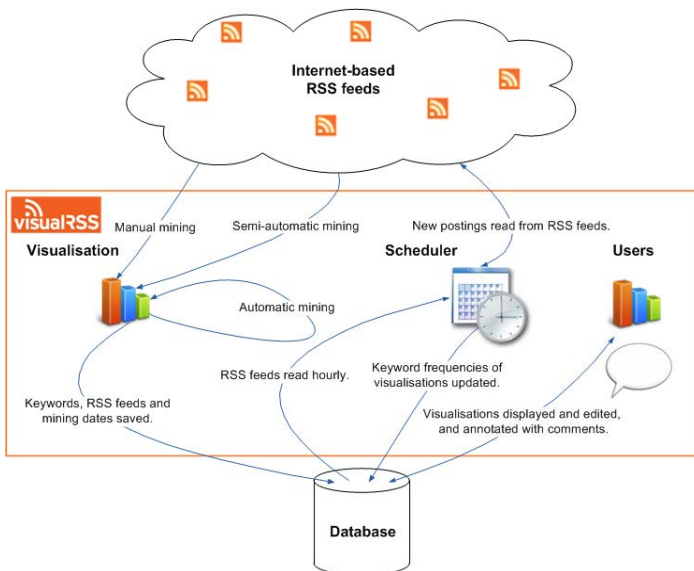 Internet-based
RSS feeds
visualRSS
Manual mining
Semi-automatic mining
New postings read from RSS feeds.
Visualisation
Scheduler
Users
Automatic mining
RSS feeds read hourly.
Keyword frequencies of
visualisations updated.
Keywords, RSS feeds and
mining dates saved.
Visualisations displayed and edited,
and annotated with comments.
Database